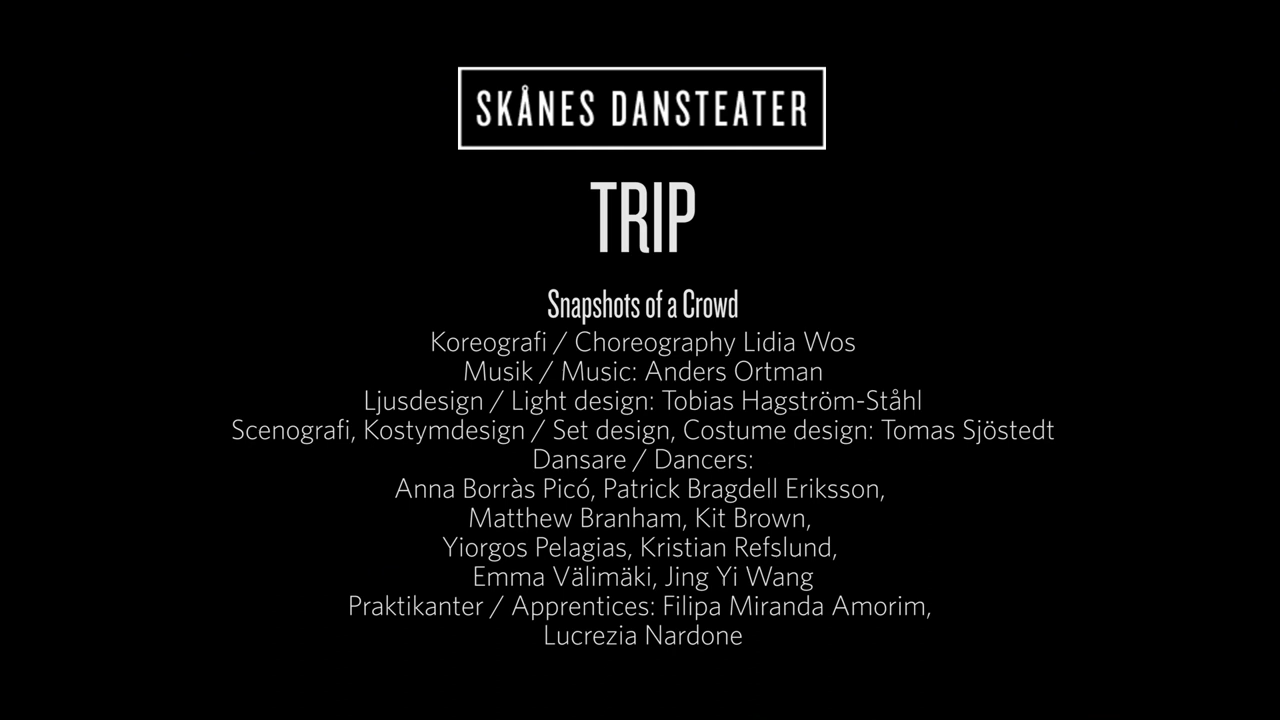 SKÅNES DANSTEATER
TRIP
Snapshots of a Crowd
Koreografi / Choreography Lidia Wos
Musik / Music: Anders Ortman
Ljusdesign / Light design: Tobias Hagström-Ståhl
Scenografi, Kostymdesign / Set design, Costume design: Tomas Sjöstedt
Dansare / Dancers:
Anna Borràs Picó, Patrick Bragdell Eriksson,
Matthew Branham, Kit Brown,
Yiorgos Pelagias, Kristian Refslund,
Emma Välimäki, Jing Yi Wang
Praktikanter / Apprentices: Filipa Miranda Amorim,
Lucrezia Nardone